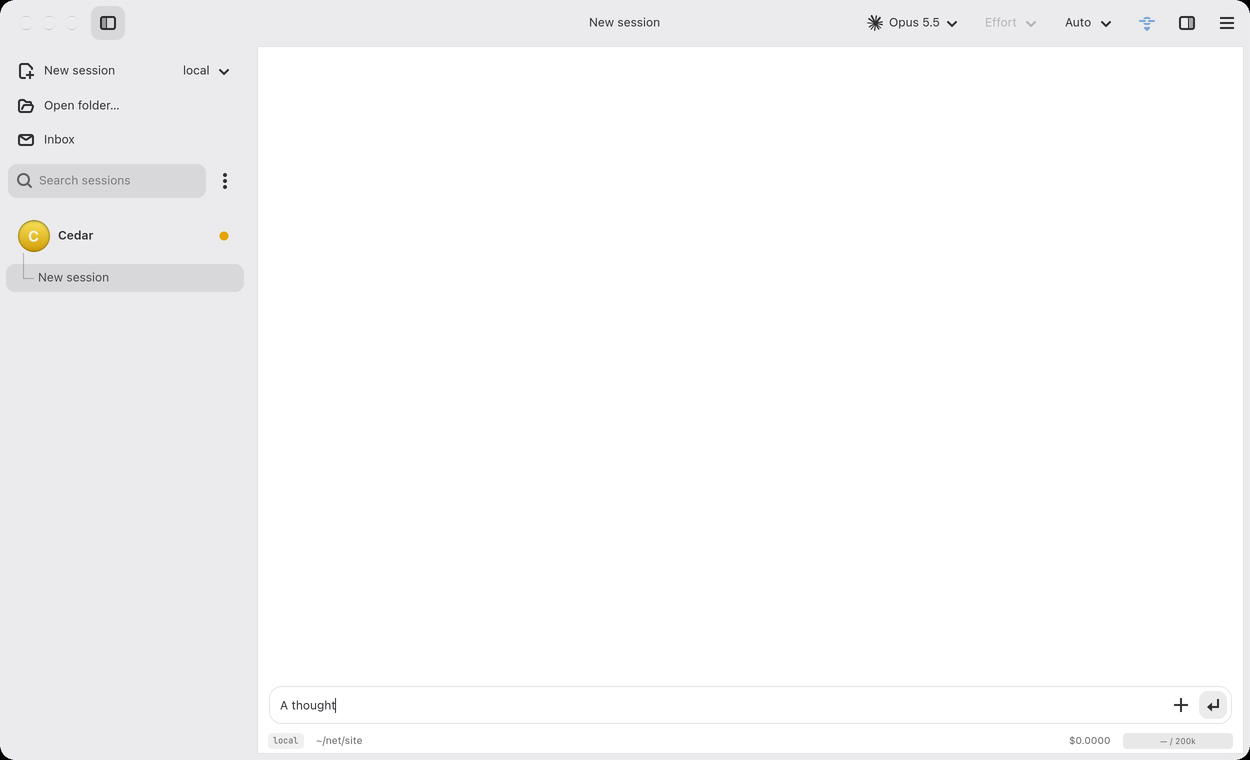 New session
Opus 5.5
Effort
Auto
New session
local
Open folder...
Inbox
Search sessions
C
Cedar
New session
A thought
local
~/net/site
$0.0000
— / 200k